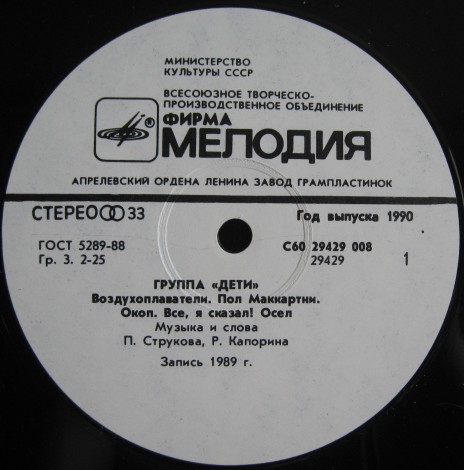 МИНИСТЕРСТВО
КУЛЬТУРЫ СССР
ВСЕСОЮЗНОЕ ТВОРЧЕСКО-
ПРОИЗВОДСТВЕННОЕ ОБЪЕДИНЕНИЕ
® ФИРМА
МЕЛОДИЯ
АПРЕЛЕВСКИЙ ОРДЕНА ЛЕНИНА ЗАВОД ГРАМПЛАСТИНОК
СТЕРЕО 33 Год выпуска 1990
ГОСТ 5289-88 С60 29429 008
Гр. 3. 2-25 29429 1
ГРУППА «ДЕТИ»
Воздухоплаватели. Пол Маккартни.
Окоп. Все, я сказал! Осел
Музыка и слова
П. Струкова, Р. Капорина
Запись 1989 г.